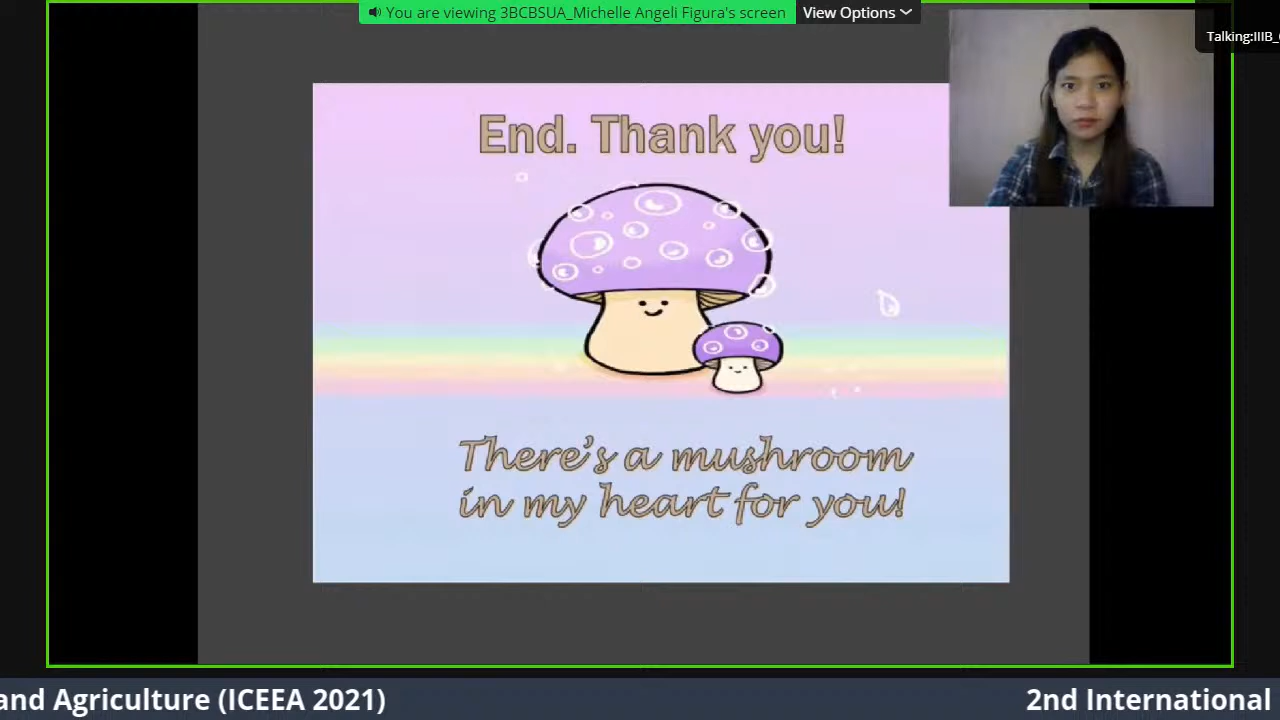 You are viewing 3BCBSUA_Michelle Angeli Figura's screen
View Options
Talking:IIIB_
End. Thank you!
There's a mushroom
in my heart for you!
and Agriculture (ICEEA 2021)
2nd International